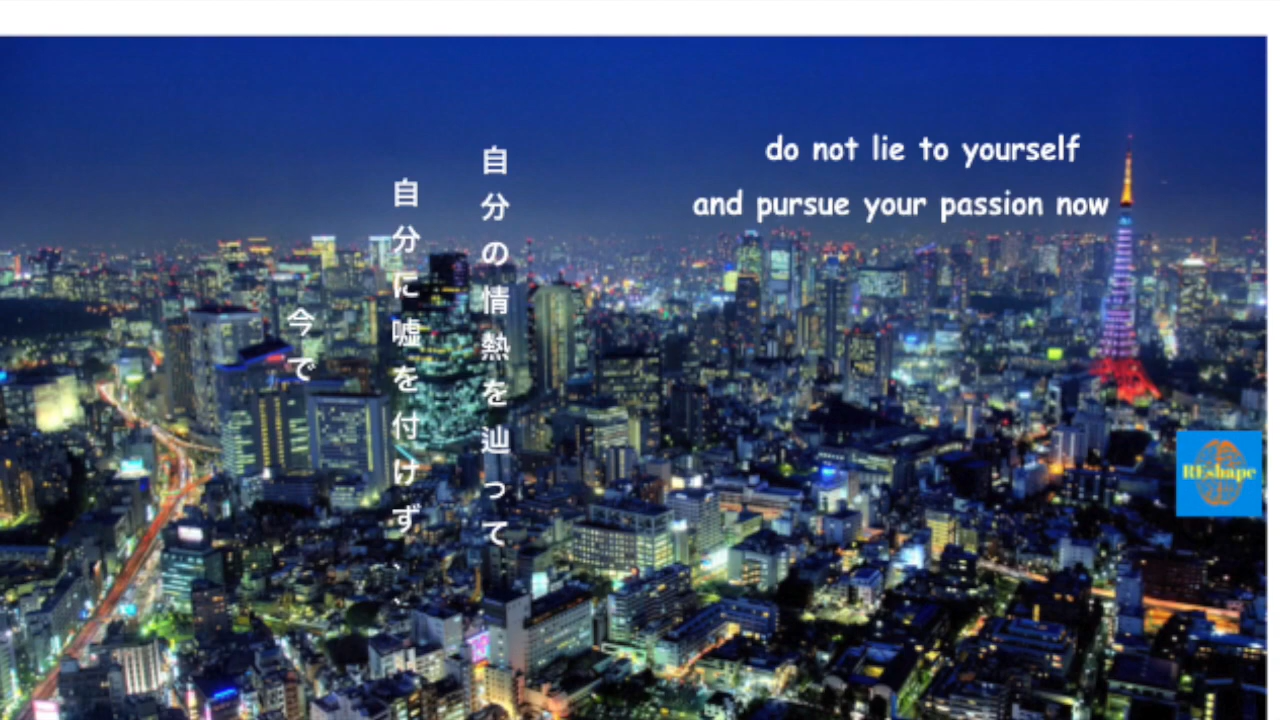 自分の情熱を辿って
自分に嘘を付けず、
今で
do not lie to yourself
and pursue your passion now
REshape